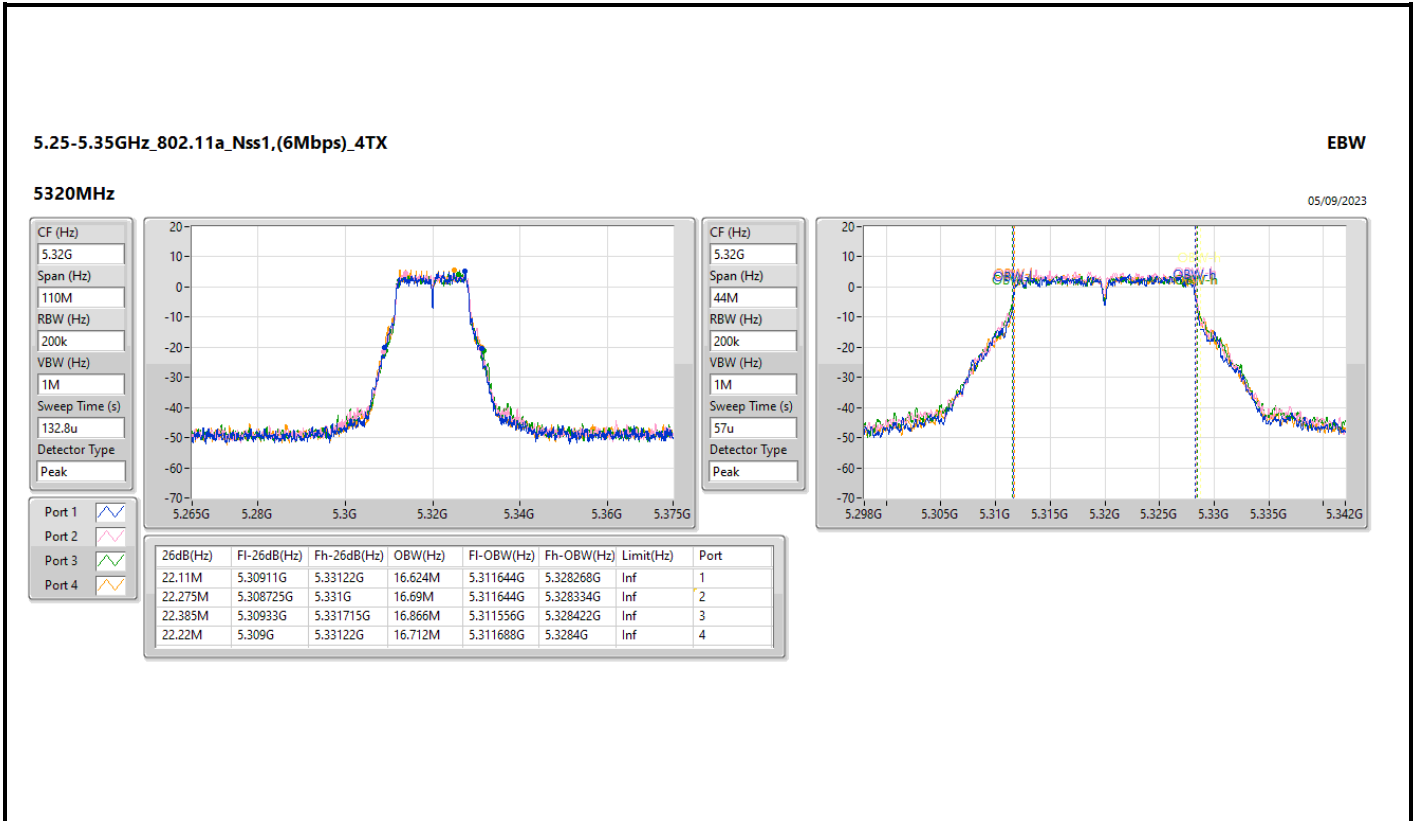 5.25-5.35GHz_802.11a_Nss1,(6Mbps)_4TX
EBW
5320MHz
05/09/2023
CF (Hz)
5.32G
Span (Hz)
110M
RBW (Hz)
200k
VBW (Hz)
1M
Sweep Time (s)
132.8u
Detector Type
Peak
20
10
0
-10
-20
-30
-40
-50
-60
-70
5.265G 5.28G 5.3G 5.32G 5.34G 5.36G 5.375G
CF (Hz)
5.32G
Span (Hz)
44M
RBW (Hz)
200k
VBW (Hz)
1M
Sweep Time (s)
57u
Detector Type
Peak
20
10
0
-10
-20
-30
-40
-50
-60
-70
OBW-l OBW-h
5.298G 5.305G 5.31G 5.315G 5.32G 5.325G 5.33G 5.335G 5.342G
Port 1
Port 2
Port 3
Port 4
26dB(Hz) Fl-26dB(Hz) Fh-26dB(Hz) OBW(Hz) Fl-OBW(Hz) Fh-OBW(Hz) Limit(Hz) Port
22.11M 5.30911G 5.33122G 16.624M 5.311644G 5.328268G Inf 1
22.275M 5.308725G 5.331G 16.69M 5.311644G 5.328334G Inf 2
22.385M 5.30933G 5.331715G 16.866M 5.311556G 5.328422G Inf 3
22.22M 5.309G 5.33122G 16.712M 5.311688G 5.3284G Inf 4